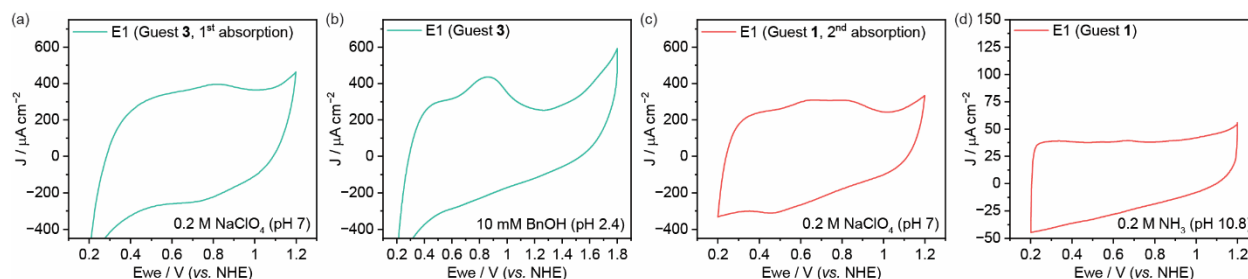 (a)
E1 (Guest 3, 1st absorption)
600
400
200
0
−200
−400
J / µA cm−2
0.2 M NaClO4 (pH 7)
0.2 0.4 0.6 0.8 1.0 1.2
Ewe / V (vs. NHE)
(b)
E1 (Guest 3)
600
400
200
0
−200
−400
J / µA cm−2
10 mM BnOH (pH 2.4)
0.2 0.4 0.6 0.8 1.0 1.2 1.4 1.6 1.8
Ewe / V (vs. NHE)
(c)
E1 (Guest 1, 2nd absorption)
600
400
200
0
−200
−400
J / µA cm−2
0.2 M NaClO4 (pH 7)
0.2 0.4 0.6 0.8 1.0 1.2
Ewe / V (vs. NHE)
(d)
E1 (Guest 1)
150
125
100
75
50
25
0
−25
−50
J / µA cm−2
0.2 M NH3 (pH 10.8)
0.2 0.4 0.6 0.8 1.0 1.2
Ewe / V (vs. NHE)